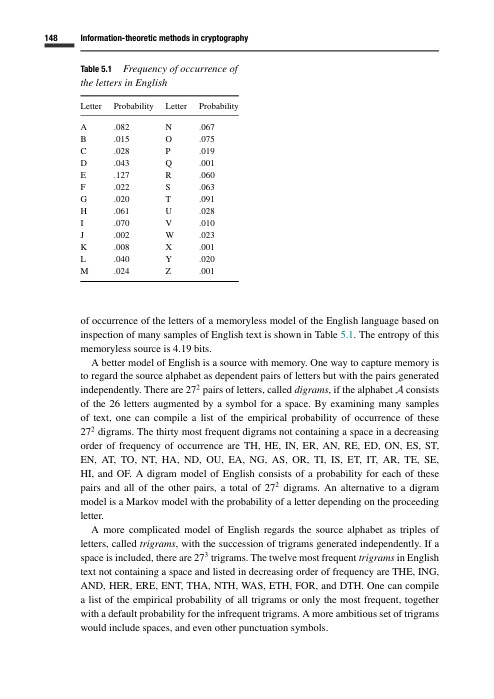 148 Information-theoretic methods in cryptography
Table 5.1 Frequency of occurrence of
the letters in English
Letter Probability Letter Probability
A .082 N .067
B .015 O .075
C .028 P .019
D .043 Q .001
E .127 R .060
F .022 S .063
G .020 T .091
H .061 U .028
I .070 V .010
J .002 W .023
K .008 X .001
L .040 Y .020
M .024 Z .001
of occurrence of the letters of a memoryless model of the English language based on
inspection of many samples of English text is shown in Table 5.1. The entropy of this
memoryless source is 4.19 bits.
A better model of English is a source with memory. One way to capture memory is
to regard the source alphabet as dependent pairs of letters but with the pairs generated
independently. There are 27² pairs of letters, called digrams, if the alphabet 𝒜 consists
of the 26 letters augmented by a symbol for a space. By examining many samples
of text, one can compile a list of the empirical probability of occurrence of these
27² digrams. The thirty most frequent digrams not containing a space in a decreasing
order of frequency of occurrence are TH, HE, IN, ER, AN, RE, ED, ON, ES, ST,
EN, AT, TO, NT, HA, ND, OU, EA, NG, AS, OR, TI, IS, ET, IT, AR, TE, SE,
HI, and OF. A digram model of English consists of a probability for each of these
pairs and all of the other pairs, a total of 27² digrams. An alternative to a digram
model is a Markov model with the probability of a letter depending on the proceeding
letter.
A more complicated model of English regards the source alphabet as triples of
letters, called trigrams, with the succession of trigrams generated independently. If a
space is included, there are 27³ trigrams. The twelve most frequent trigrams in English
text not containing a space and listed in decreasing order of frequency are THE, ING,
AND, HER, ERE, ENT, THA, NTH, WAS, ETH, FOR, and DTH. One can compile
a list of the empirical probability of all trigrams or only the most frequent, together
with a default probability for the infrequent trigrams. A more ambitious set of trigrams
would include spaces, and even other punctuation symbols.